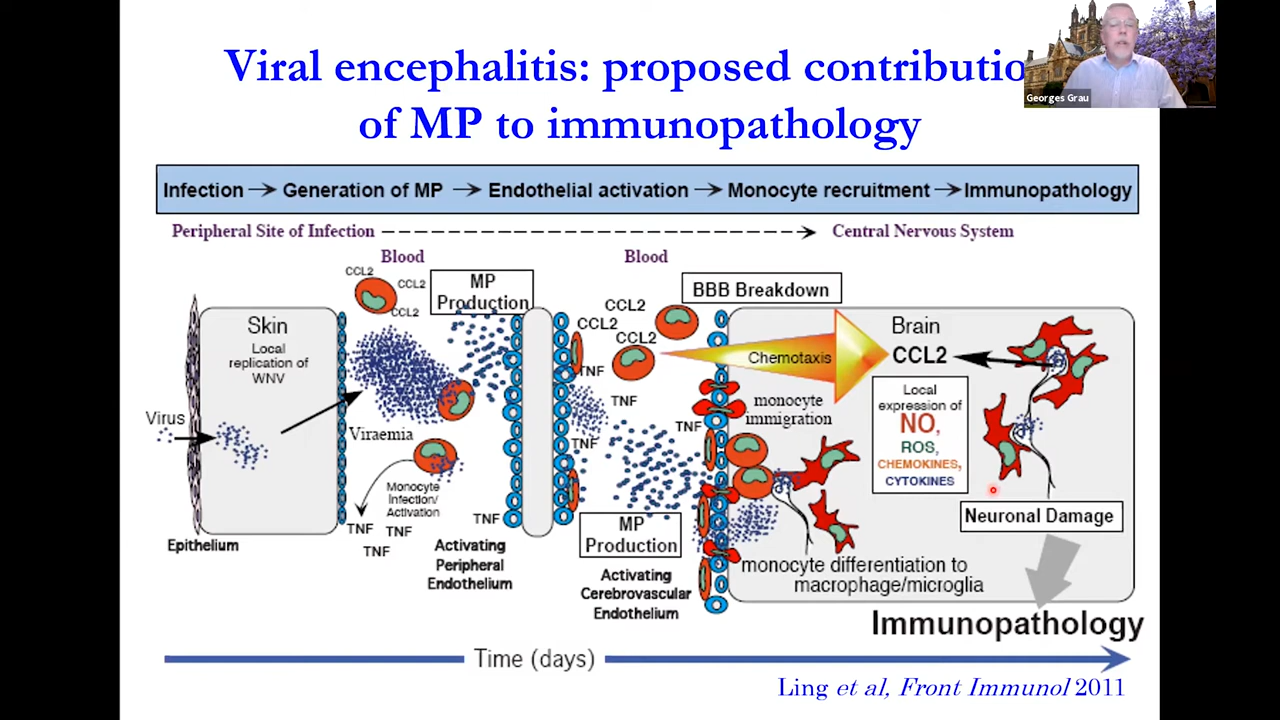 Viral encephalitis: proposed contributio
of MP to immunopathology
Georges Grau
Infection → Generation of MP → Endothelial activation → Monocyte recruitment → Immunopathology
Peripheral Site of Infection
Central Nervous System
Blood
Blood
CCL2
CCL2
CCL2
MP
Production
CCL2
CCL2
CCL2
BBB Breakdown
Skin
Local
replication of
WNV
Virus
Viraemia
Monocyte
Infection/
Activation
TNF
TNF
TNF
TNF
TNF
TNF
TNF
TNF
Epithelium
Activating
Peripheral
Endothelium
MP
Production
Activating
Cerebrovascular
Endothelium
Chemotaxis
monocyte
immigration
Brain
CCL2
Local
expression of
NO,
ROS,
CHEMOKINES,
CYTOKINES
Neuronal Damage
monocyte differentiation to
macrophage/microglia
Immunopathology
Time (days)
Ling et al, Front Immunol 2011